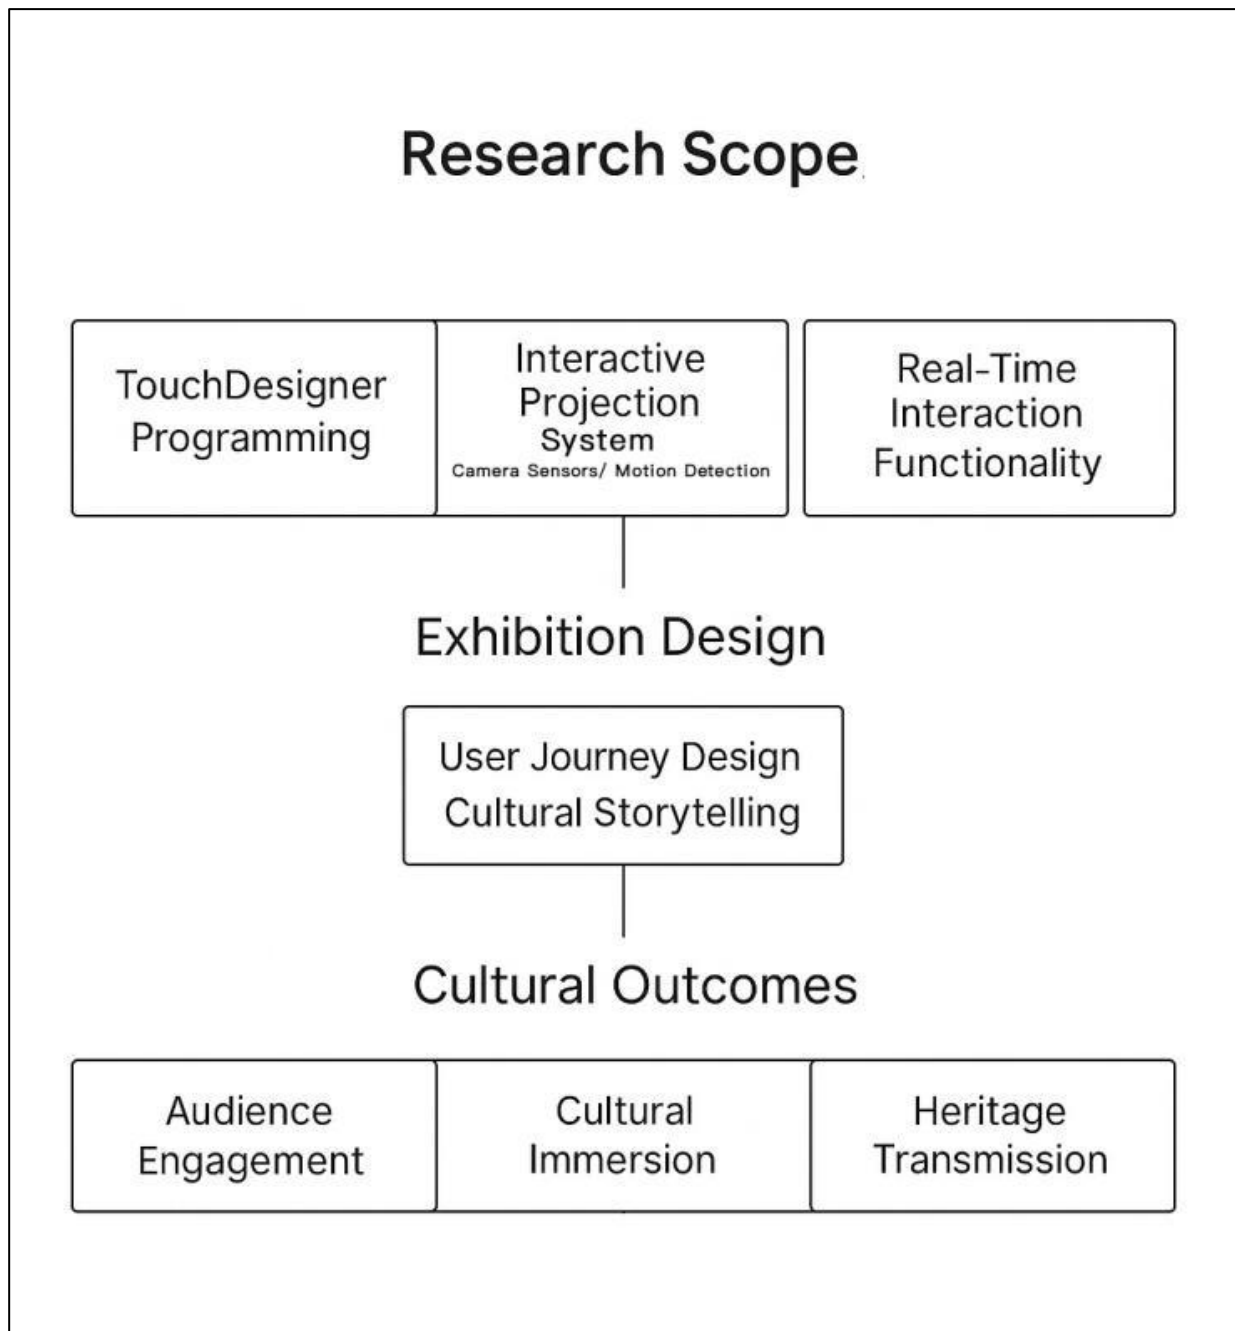 Research Scope
TouchDesigner
Programming
Interactive
Projection
System
Camera Sensors/ Motion Detection
Real-Time
Interaction
Functionality
Exhibition Design
User Journey Design
Cultural Storytelling
Cultural Outcomes
Audience
Engagement
Cultural
Immersion
Heritage
Transmission